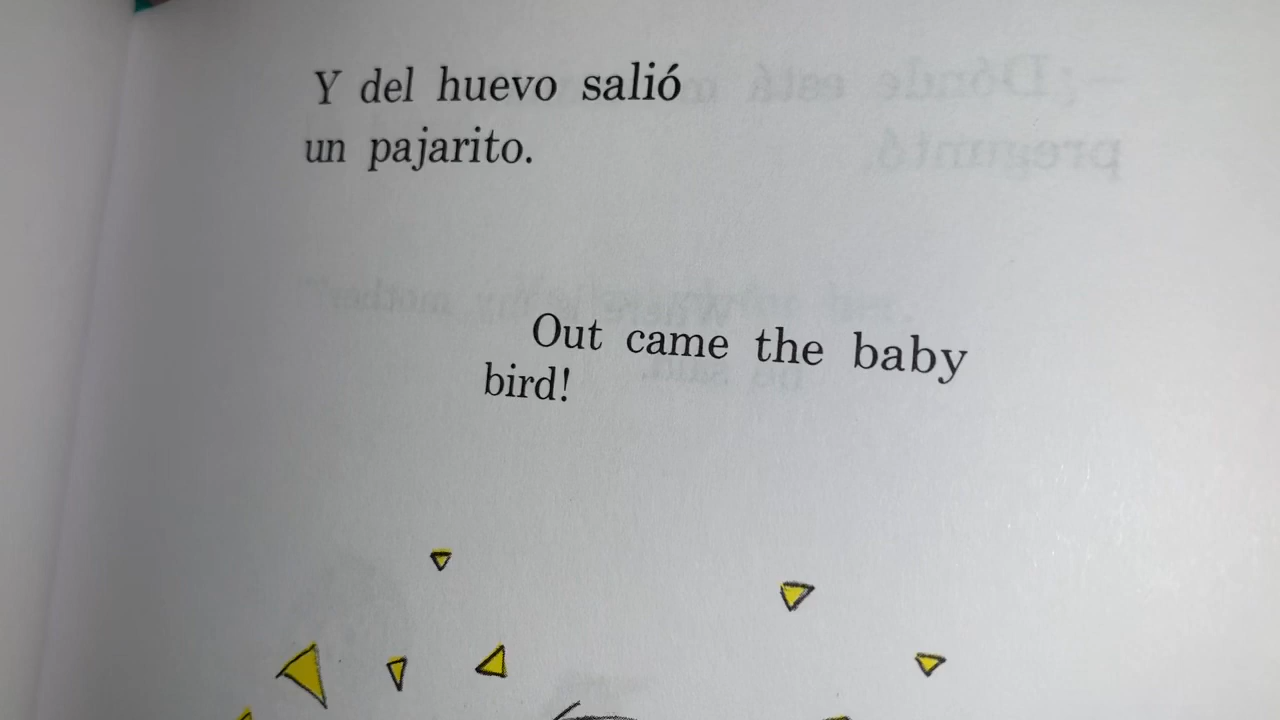 Y del huevo salió
un pajarito.
Out came the baby
bird!